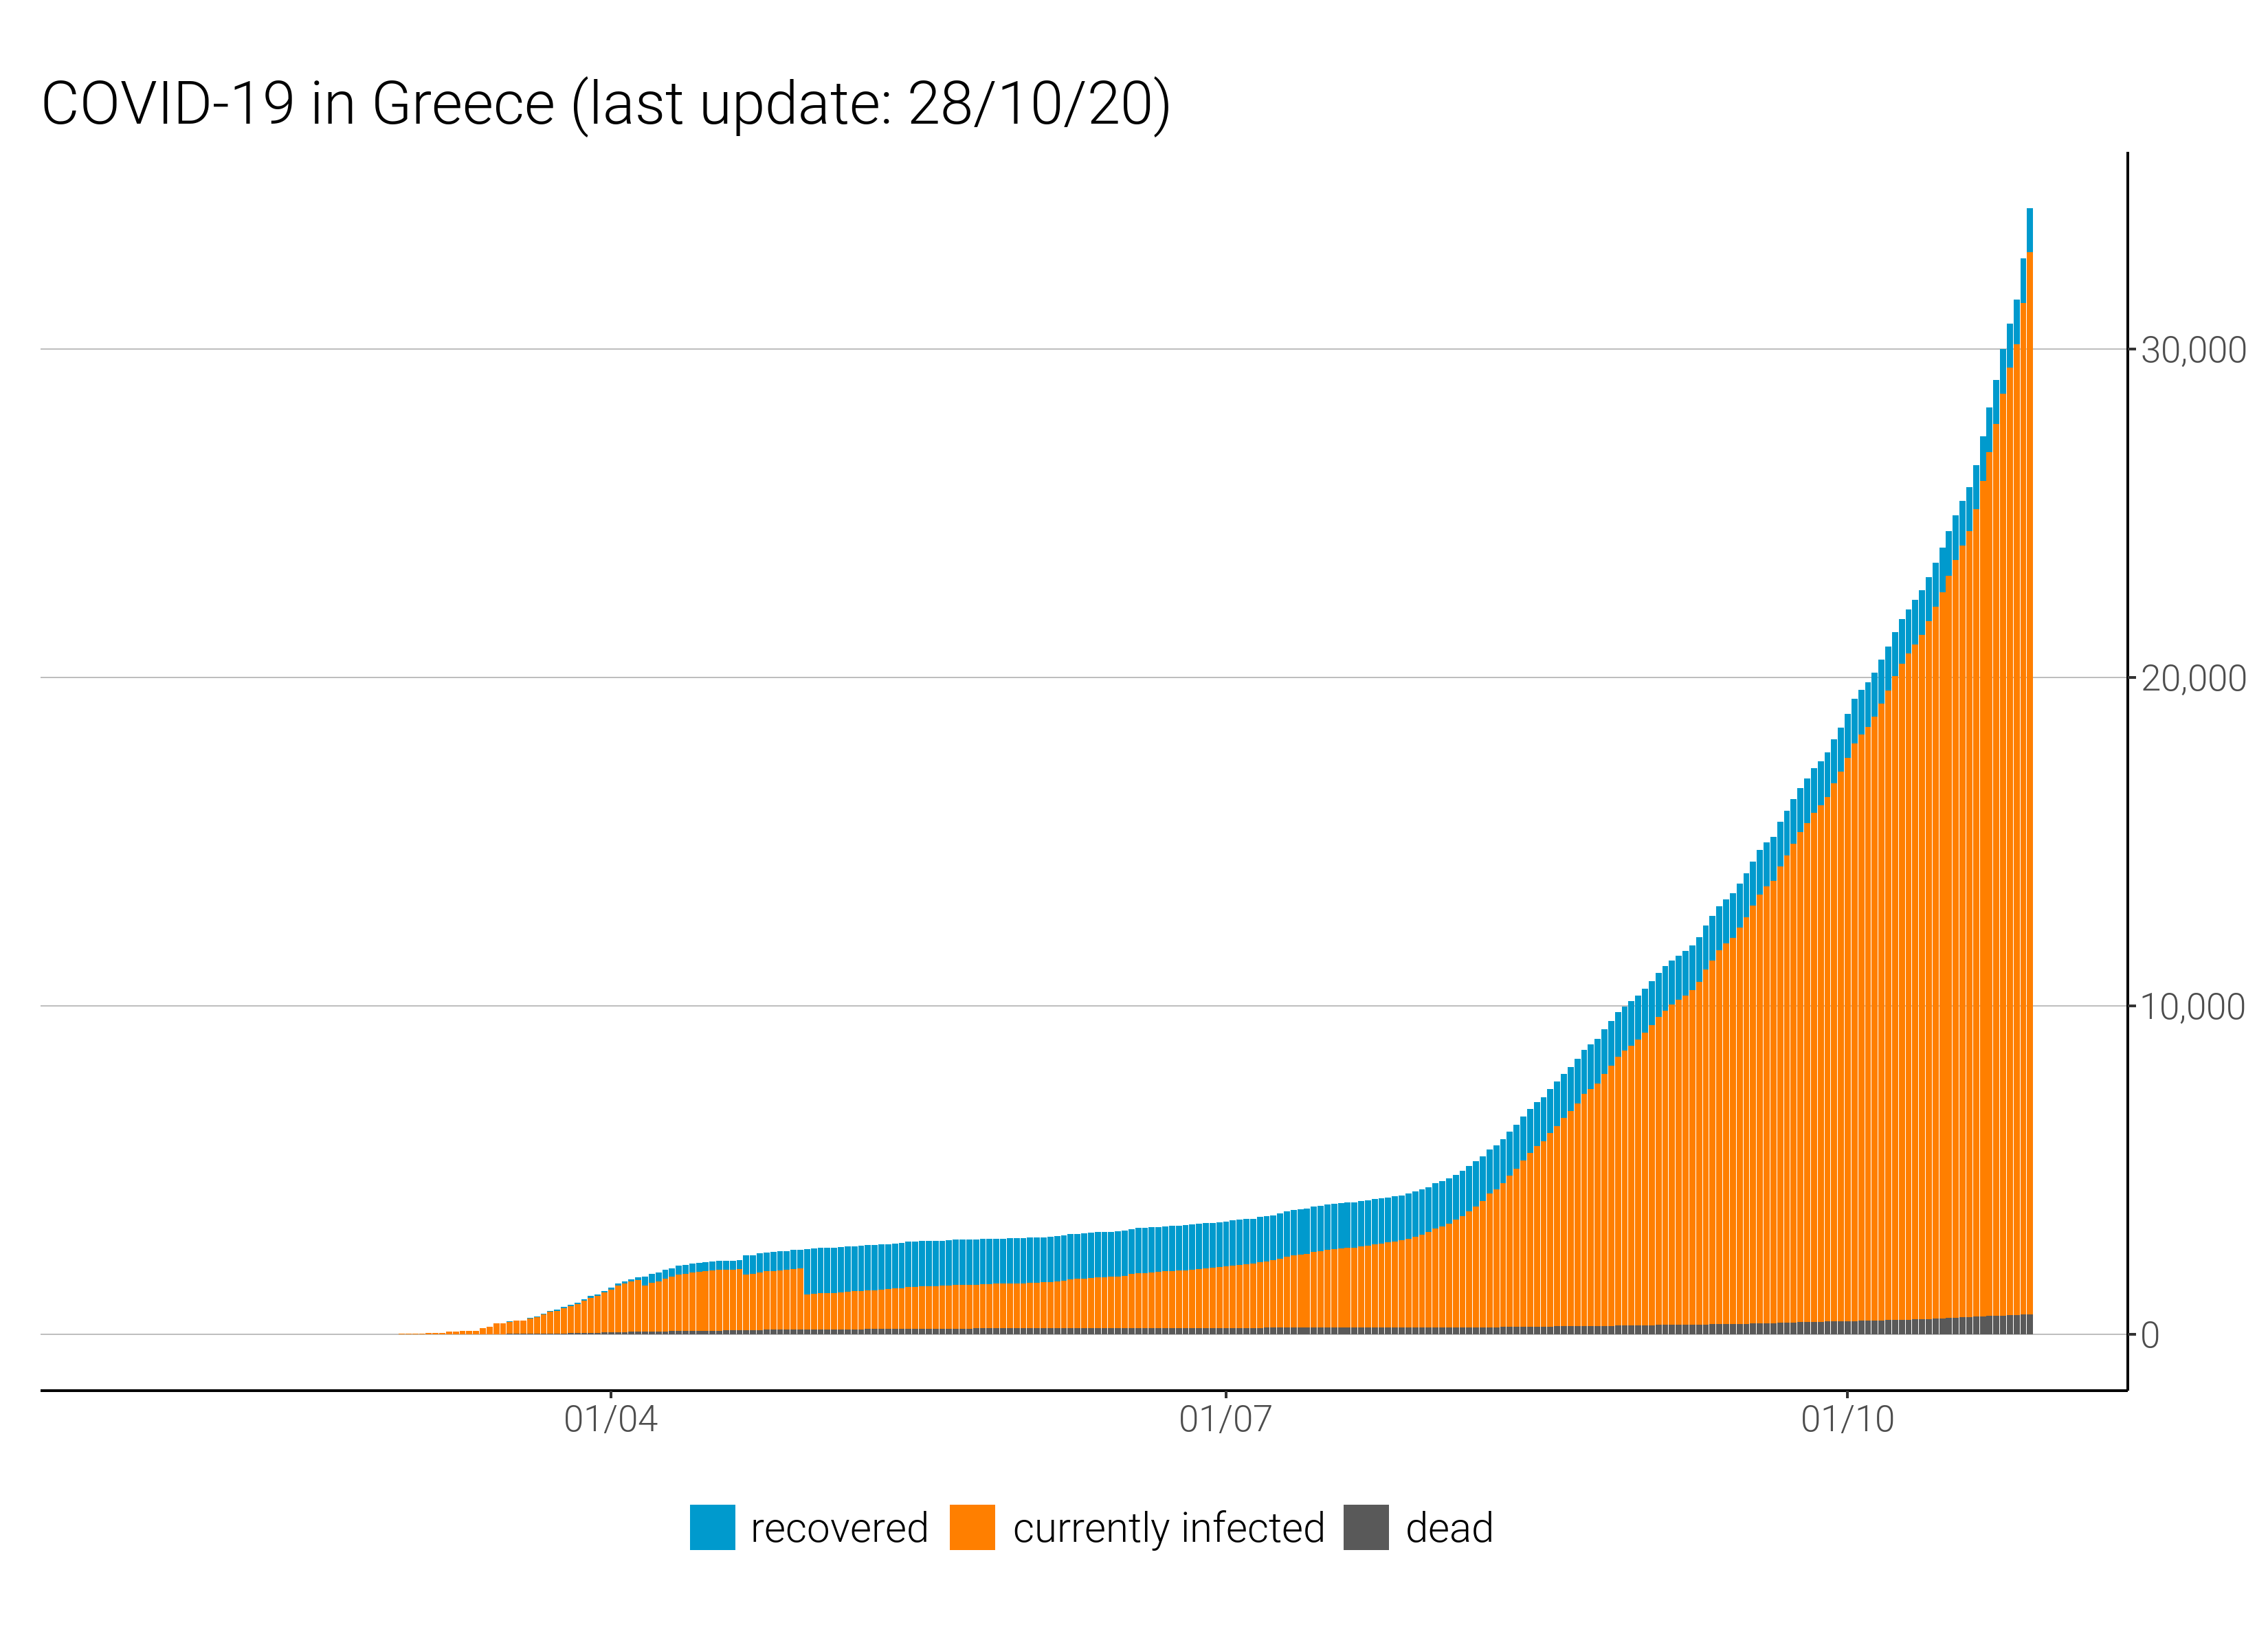 COVID-19 in Greece (last update: 28/10/20)
30,000
20,000
10,000
0
01/04 01/07 01/10
recovered currently infected dead